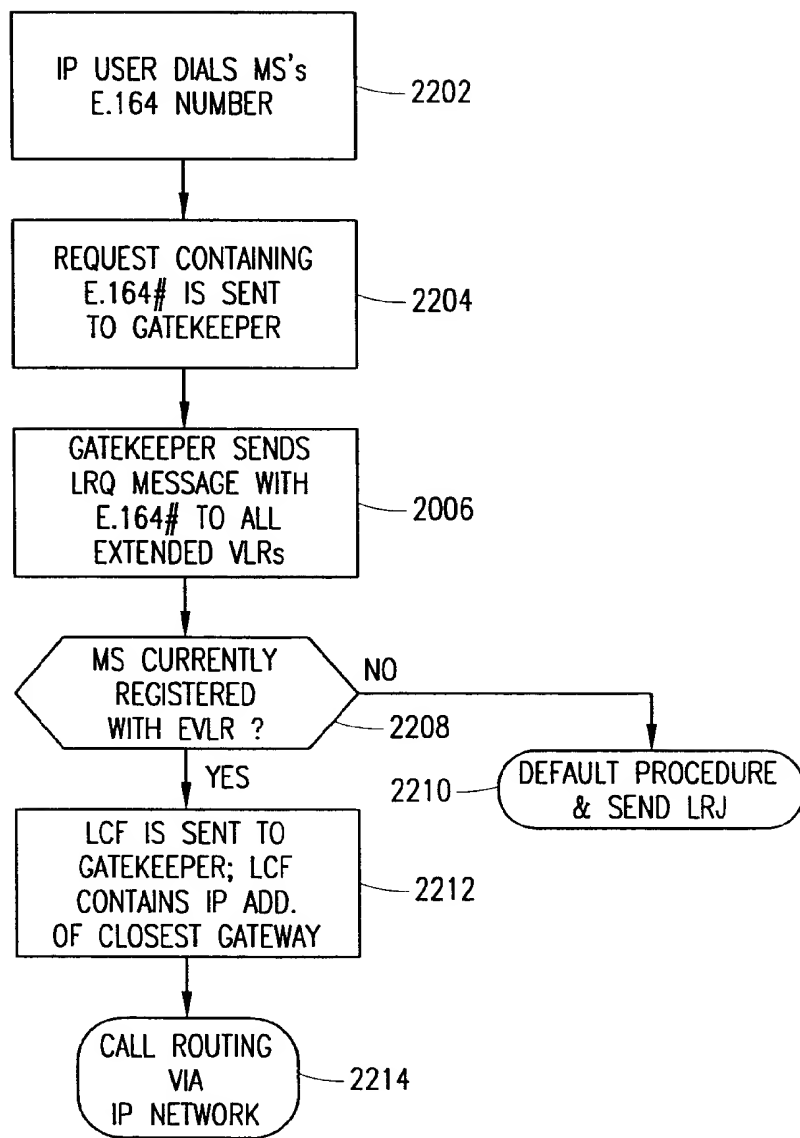 IP USER DIALS MS's
E.164 NUMBER
2202
REQUEST CONTAINING
E.164# IS SENT
TO GATEKEEPER
2204
GATEKEEPER SENDS
LRQ MESSAGE WITH
E.164# TO ALL
EXTENDED VLRs
2006
MS CURRENTLY
REGISTERED
WITH EVLR ?
2208
NO
YES
2210
DEFAULT PROCEDURE
& SEND LRJ
LCF IS SENT TO
GATEKEEPER; LCF
CONTAINS IP ADD.
OF CLOSEST GATEWAY
2212
CALL ROUTING
VIA
IP NETWORK
2214